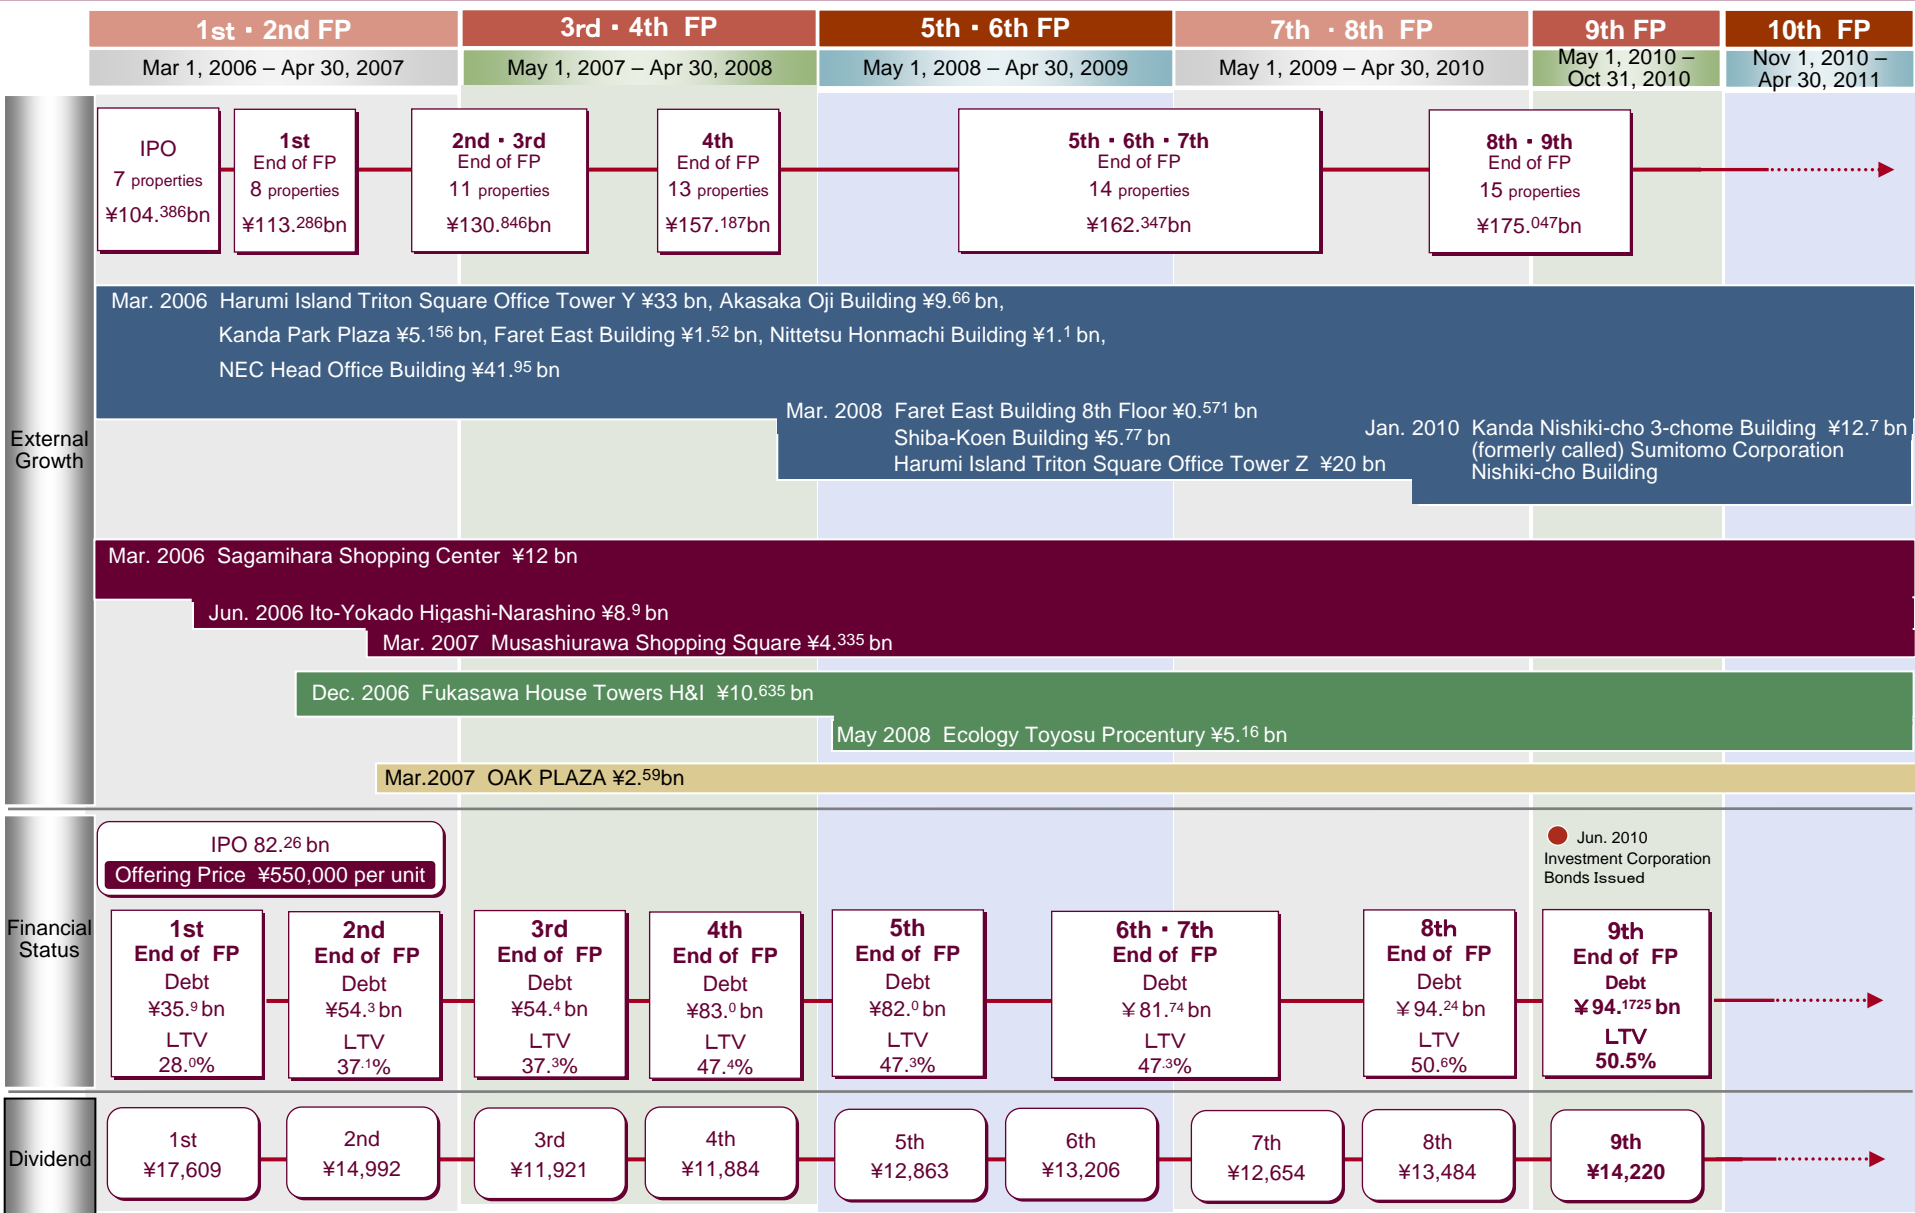 1st・2nd FP
3rd・4th FP
5th・6th FP
7th・8th FP
9th FP
10th FP
Mar 1, 2006 – Apr 30, 2007
May 1, 2007 – Apr 30, 2008
May 1, 2008 – Apr 30, 2009
May 1, 2009 – Apr 30, 2010
May 1, 2010 –
Oct 31, 2010
Nov 1, 2010 –
Apr 30, 2011
External
Growth
IPO
7 properties
¥104.386bn
1st
End of FP
8 properties
¥113.286bn
2nd・3rd
End of FP
11 properties
¥130.846bn
4th
End of FP
13 properties
¥157.187bn
5th・6th・7th
End of FP
14 properties
¥162.347bn
8th・9th
End of FP
15 properties
¥175.047bn
Mar. 2006 Harumi Island Triton Square Office Tower Y ¥33 bn, Akasaka Oji Building ¥9.66 bn,
Kanda Park Plaza ¥5.156 bn, Faret East Building ¥1.52 bn, Nittetsu Honmachi Building ¥1.1 bn,
NEC Head Office Building ¥41.95 bn
Mar. 2008 Faret East Building 8th Floor ¥0.571 bn
Shiba-Koen Building ¥5.77 bn
Harumi Island Triton Square Office Tower Z ¥20 bn
Jan. 2010 Kanda Nishiki-cho 3-chome Building ¥12.7 bn
(formerly called) Sumitomo Corporation
Nishiki-cho Building
Mar. 2006 Sagamihara Shopping Center ¥12 bn
Jun. 2006 Ito-Yokado Higashi-Narashino ¥8.9 bn
Mar. 2007 Musashiurawa Shopping Square ¥4.335 bn
Dec. 2006 Fukasawa House Towers H&I ¥10.635 bn
May 2008 Ecology Toyosu Procentury ¥5.16 bn
Mar.2007 OAK PLAZA ¥2.59bn
Financial
Status
IPO 82.26 bn
Offering Price ¥550,000 per unit
Jun. 2010
Investment Corporation
Bonds Issued
1st
End of FP
Debt
¥35.9 bn
LTV
28.0%
2nd
End of FP
Debt
¥54.3 bn
LTV
37.1%
3rd
End of FP
Debt
¥54.4 bn
LTV
37.3%
4th
End of FP
Debt
¥83.0 bn
LTV
47.4%
5th
End of FP
Debt
¥82.0 bn
LTV
47.3%
6th・7th
End of FP
Debt
¥81.74 bn
LTV
47.3%
8th
End of FP
Debt
¥94.24 bn
LTV
50.6%
9th
End of FP
Debt
¥94.1725 bn
LTV
50.5%
Dividend
1st
¥17,609
2nd
¥14,992
3rd
¥11,921
4th
¥11,884
5th
¥12,863
6th
¥13,206
7th
¥12,654
8th
¥13,484
9th
¥14,220